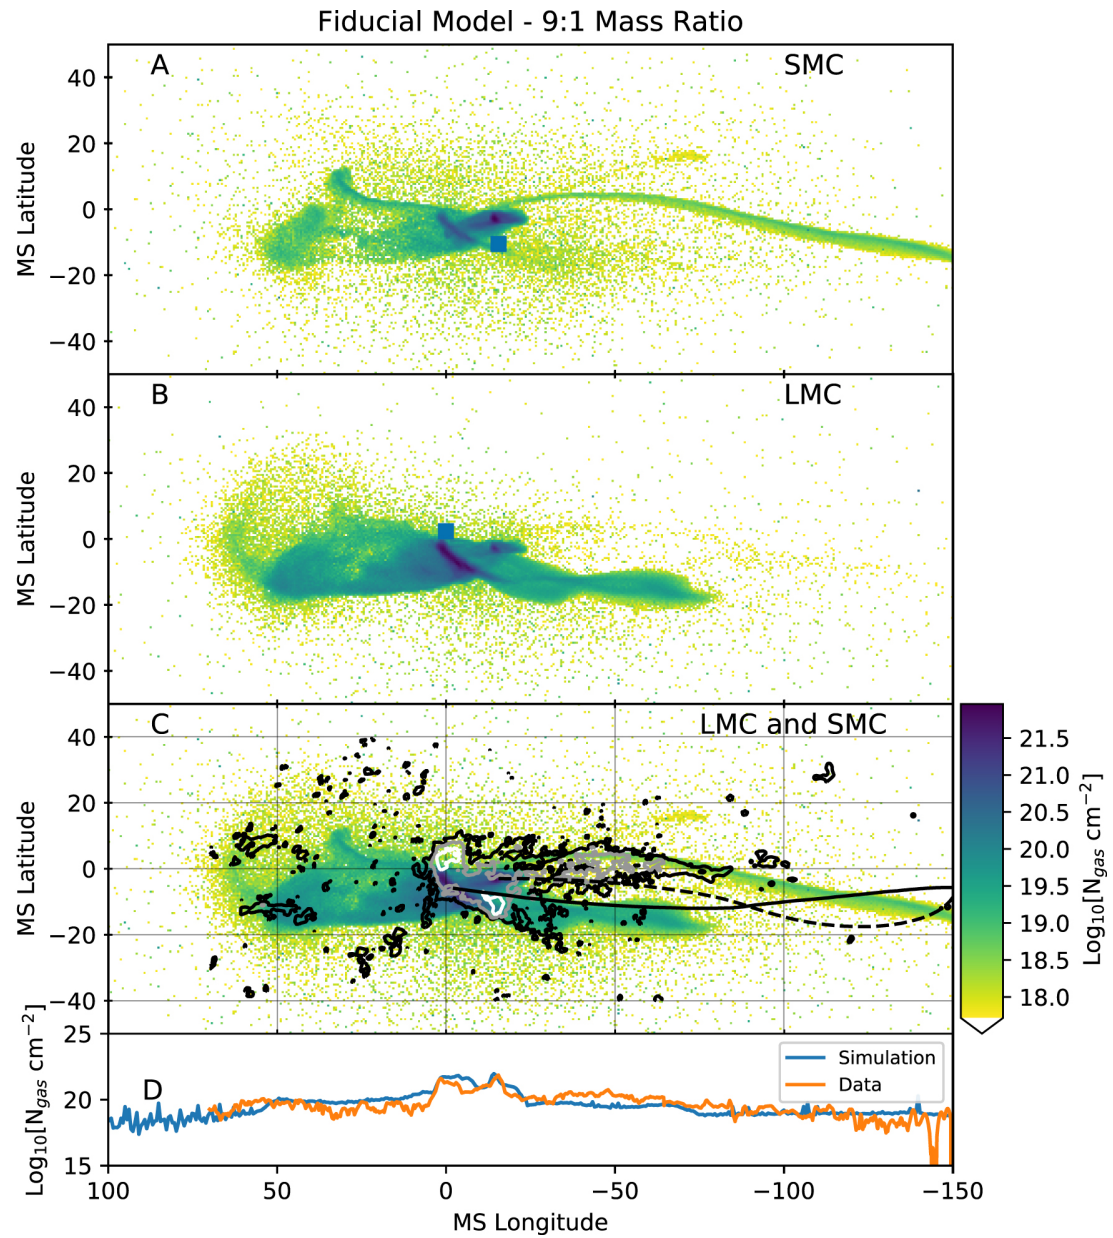 Fiducial Model - 9:1 Mass Ratio
A
SMC
40
20
0
−20
−40
MS Latitude
B
LMC
40
20
0
−20
−40
MS Latitude
C
LMC and SMC
40
20
0
−20
−40
MS Latitude
21.5
21.0
20.5
20.0
19.5
19.0
18.5
18.0
Log₁₀[N_gas cm⁻²]
D
Simulation
Data
25
20
15
Log₁₀[N_gas cm⁻²]
100
50
0
−50
−100
−150
MS Longitude